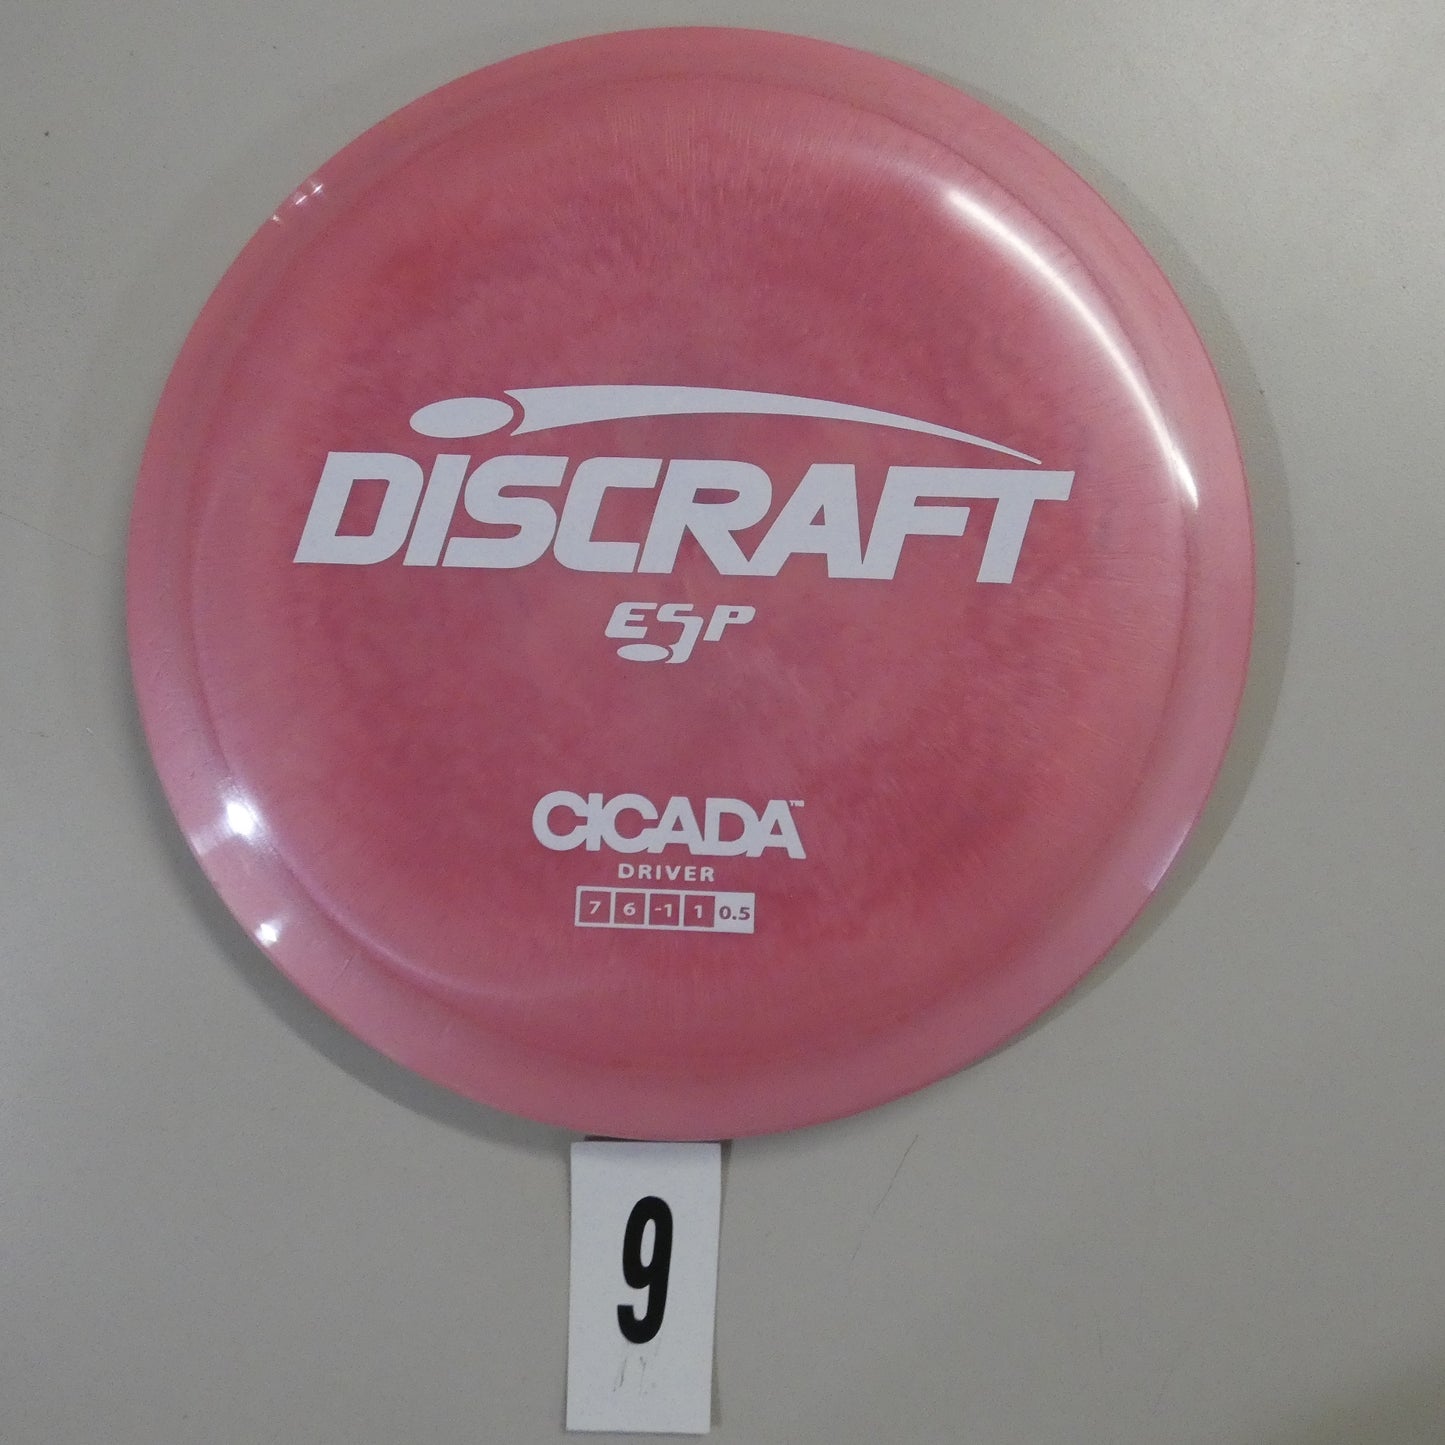 DISCRAFT
ESP
CICADA™
DRIVER
7 6 -1 1 0.5
9